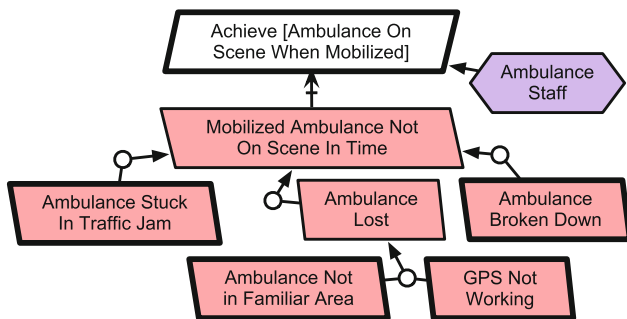 Achieve [Ambulance On
Scene When Mobilized]
Ambulance
Staff
Mobilized Ambulance Not
On Scene In Time
Ambulance Stuck
In Traffic Jam
Ambulance
Lost
Ambulance
Broken Down
Ambulance Not
in Familiar Area
GPS Not
Working